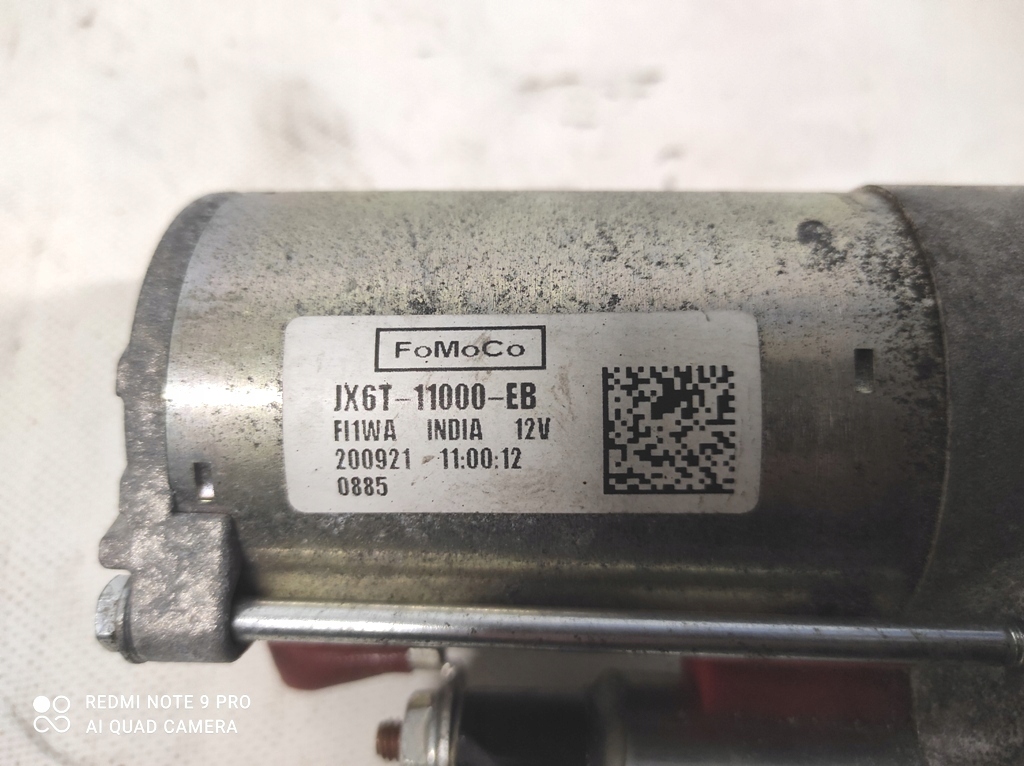 FoMoCo
JX6T-11000-EB
FI1WA INDIA 12V
200921 11:00:12
0885
REDMI NOTE 9 PRO
AI QUAD CAMERA